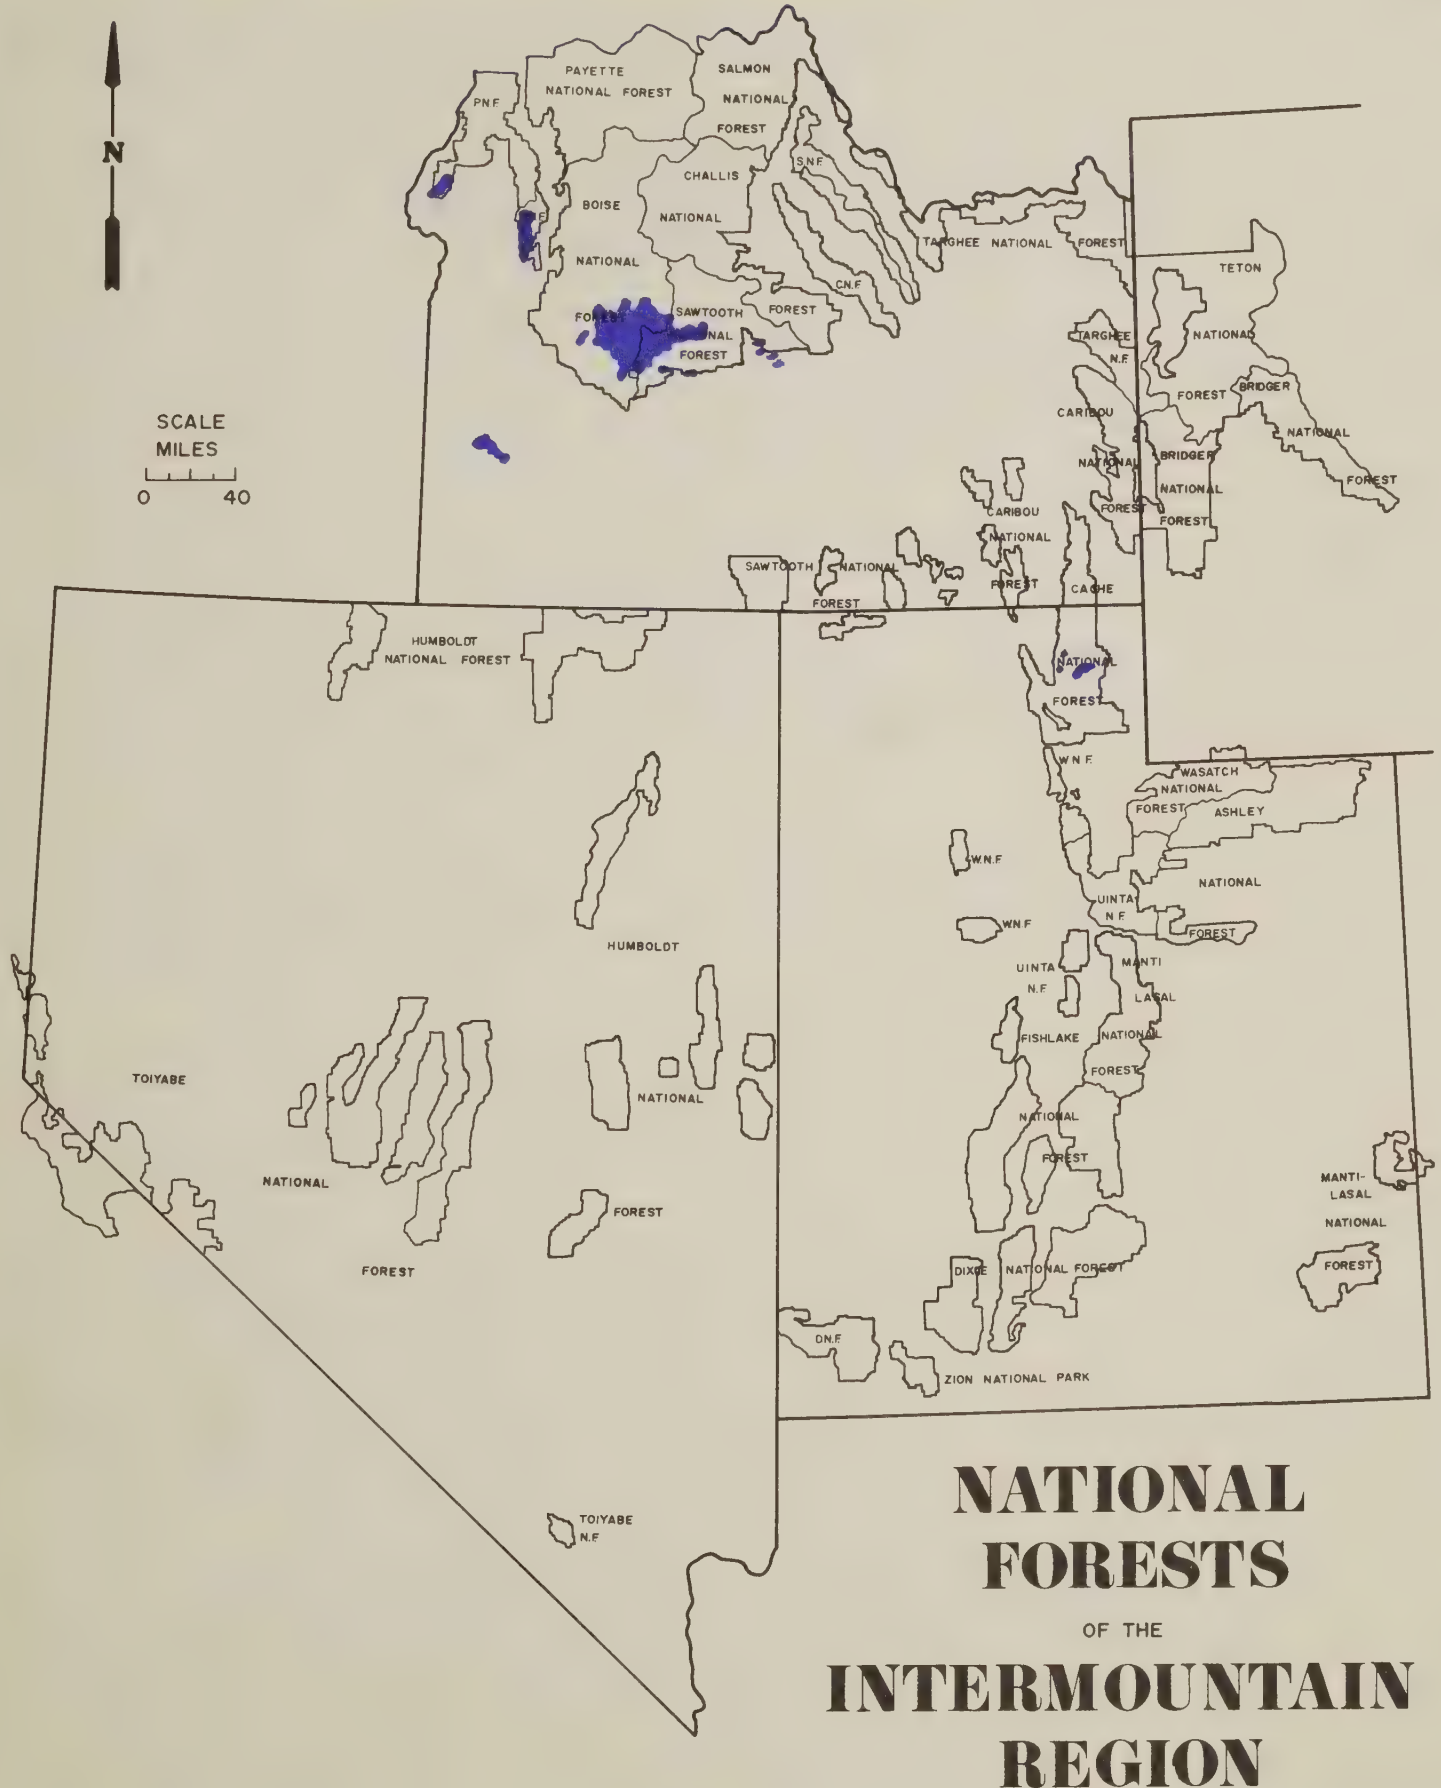 PAYETTE
NATIONAL FOREST
SALMON
NATIONAL
FOREST
P.N.F.
S.N.F.
CHALLIS
NATIONAL
BOISE
NATIONAL
FOREST
C.N.F.
SAWTOOTH
FOREST
FOREST
TARGHEE NATIONAL FOREST
TETON
NATIONAL
FOREST
TARGHEE
N.F.
BRIDGER
NATIONAL
FOREST
CARIBOU
NATIONAL
FOREST
BRIDGER
NATIONAL
FOREST
N
SCALE
MILES
0 40
CARIBOU
NATIONAL
FOREST
SAWTOOTH NATIONAL
FOREST
CACHE
NATIONAL
FOREST
HUMBOLDT
NATIONAL FOREST
W.N.F.
WASATCH
NATIONAL
FOREST
ASHLEY
NATIONAL
FOREST
W.N.F.
W.N.F.
UINTA
N.F.
HUMBOLDT
NATIONAL
FOREST
UINTA
N.F.
MANTI
LASAL
NATIONAL
FOREST
FISHLAKE
NATIONAL
FOREST
TOIYABE
NATIONAL
FOREST
MANTI-
LASAL
NATIONAL
FOREST
DIXIE NATIONAL FOREST
D.N.F.
ZION NATIONAL PARK
TOIYABE
N.F.
NATIONAL
FORESTS
OF THE
INTERMOUNTAIN
REGION